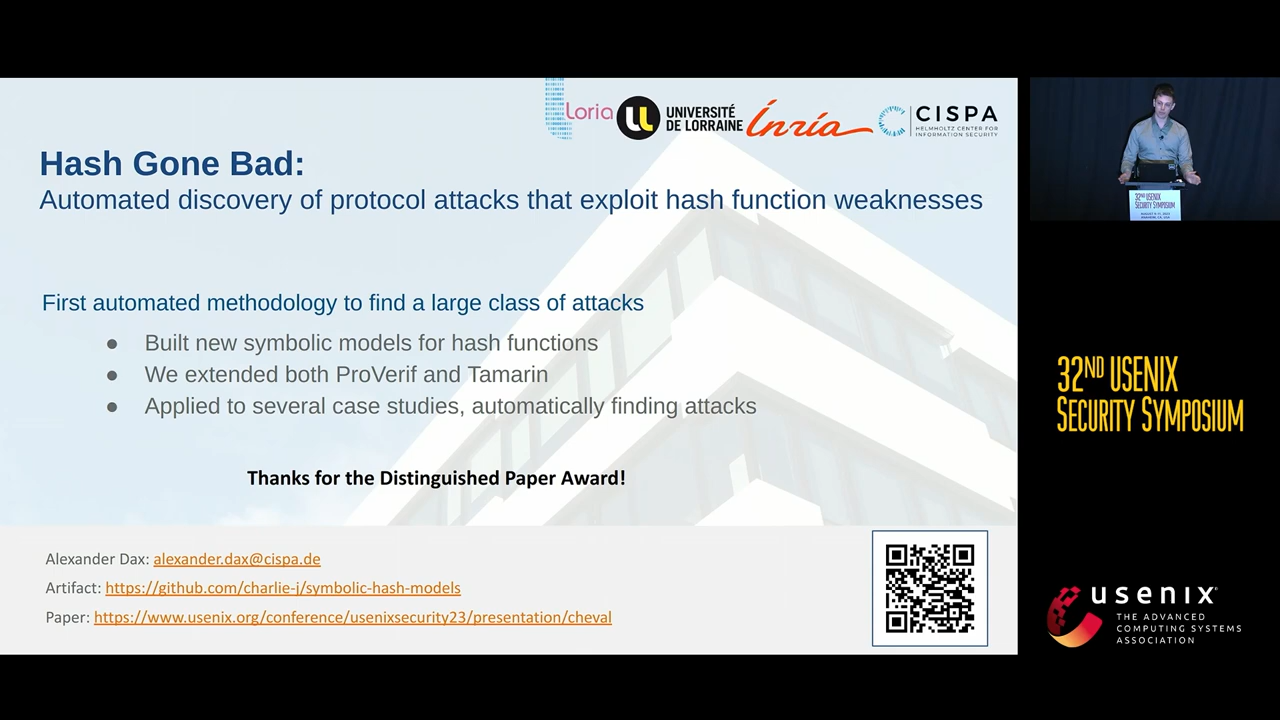 Loria
UNIVERSITÉ
DE LORRAINE
Inria
CISPA
HELMHOLTZ CENTER FOR
INFORMATION SECURITY
Hash Gone Bad:
Automated discovery of protocol attacks that exploit hash function weaknesses
First automated methodology to find a large class of attacks
● Built new symbolic models for hash functions
● We extended both ProVerif and Tamarin
● Applied to several case studies, automatically finding attacks
Thanks for the Distinguished Paper Award!
Alexander Dax: alexander.dax@cispa.de
Artifact: https://github.com/charlie-j/symbolic-hash-models
Paper: https://www.usenix.org/conference/usenixsecurity23/presentation/cheval
32ND USENIX
SECURITY SYMPOSIUM
32ND USENIX
SECURITY SYMPOSIUM
usenix
THE ADVANCED
COMPUTING SYSTEMS
ASSOCIATION